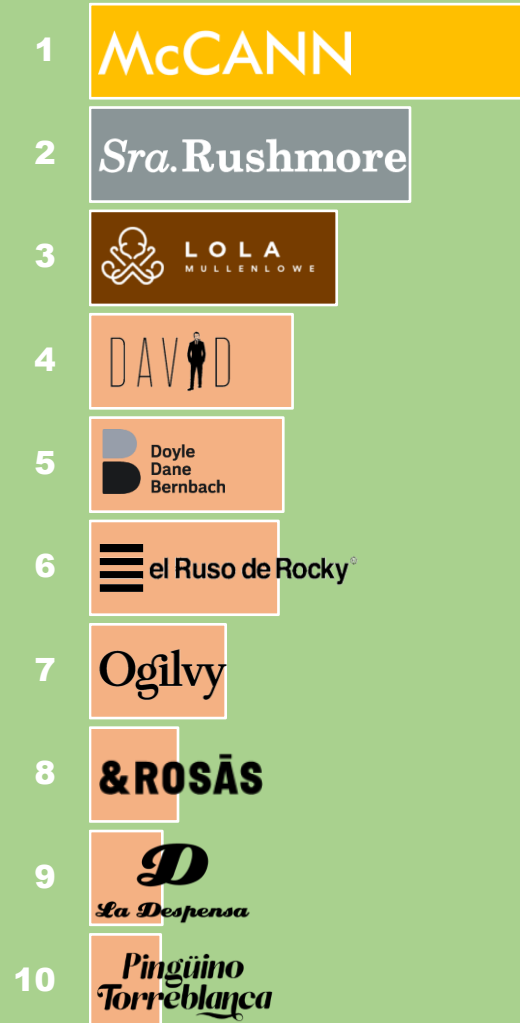 1
McCANN
2
Sra.Rushmore
3
LOLA
MULLENLOWE
4
DAVID
5
Doyle
Dane
Bernbach
6
el Ruso de Rocky©
7
Ogilvy
8
&ROSĀS
9
D
La Despensa
10
Pingüino
Torreblanca